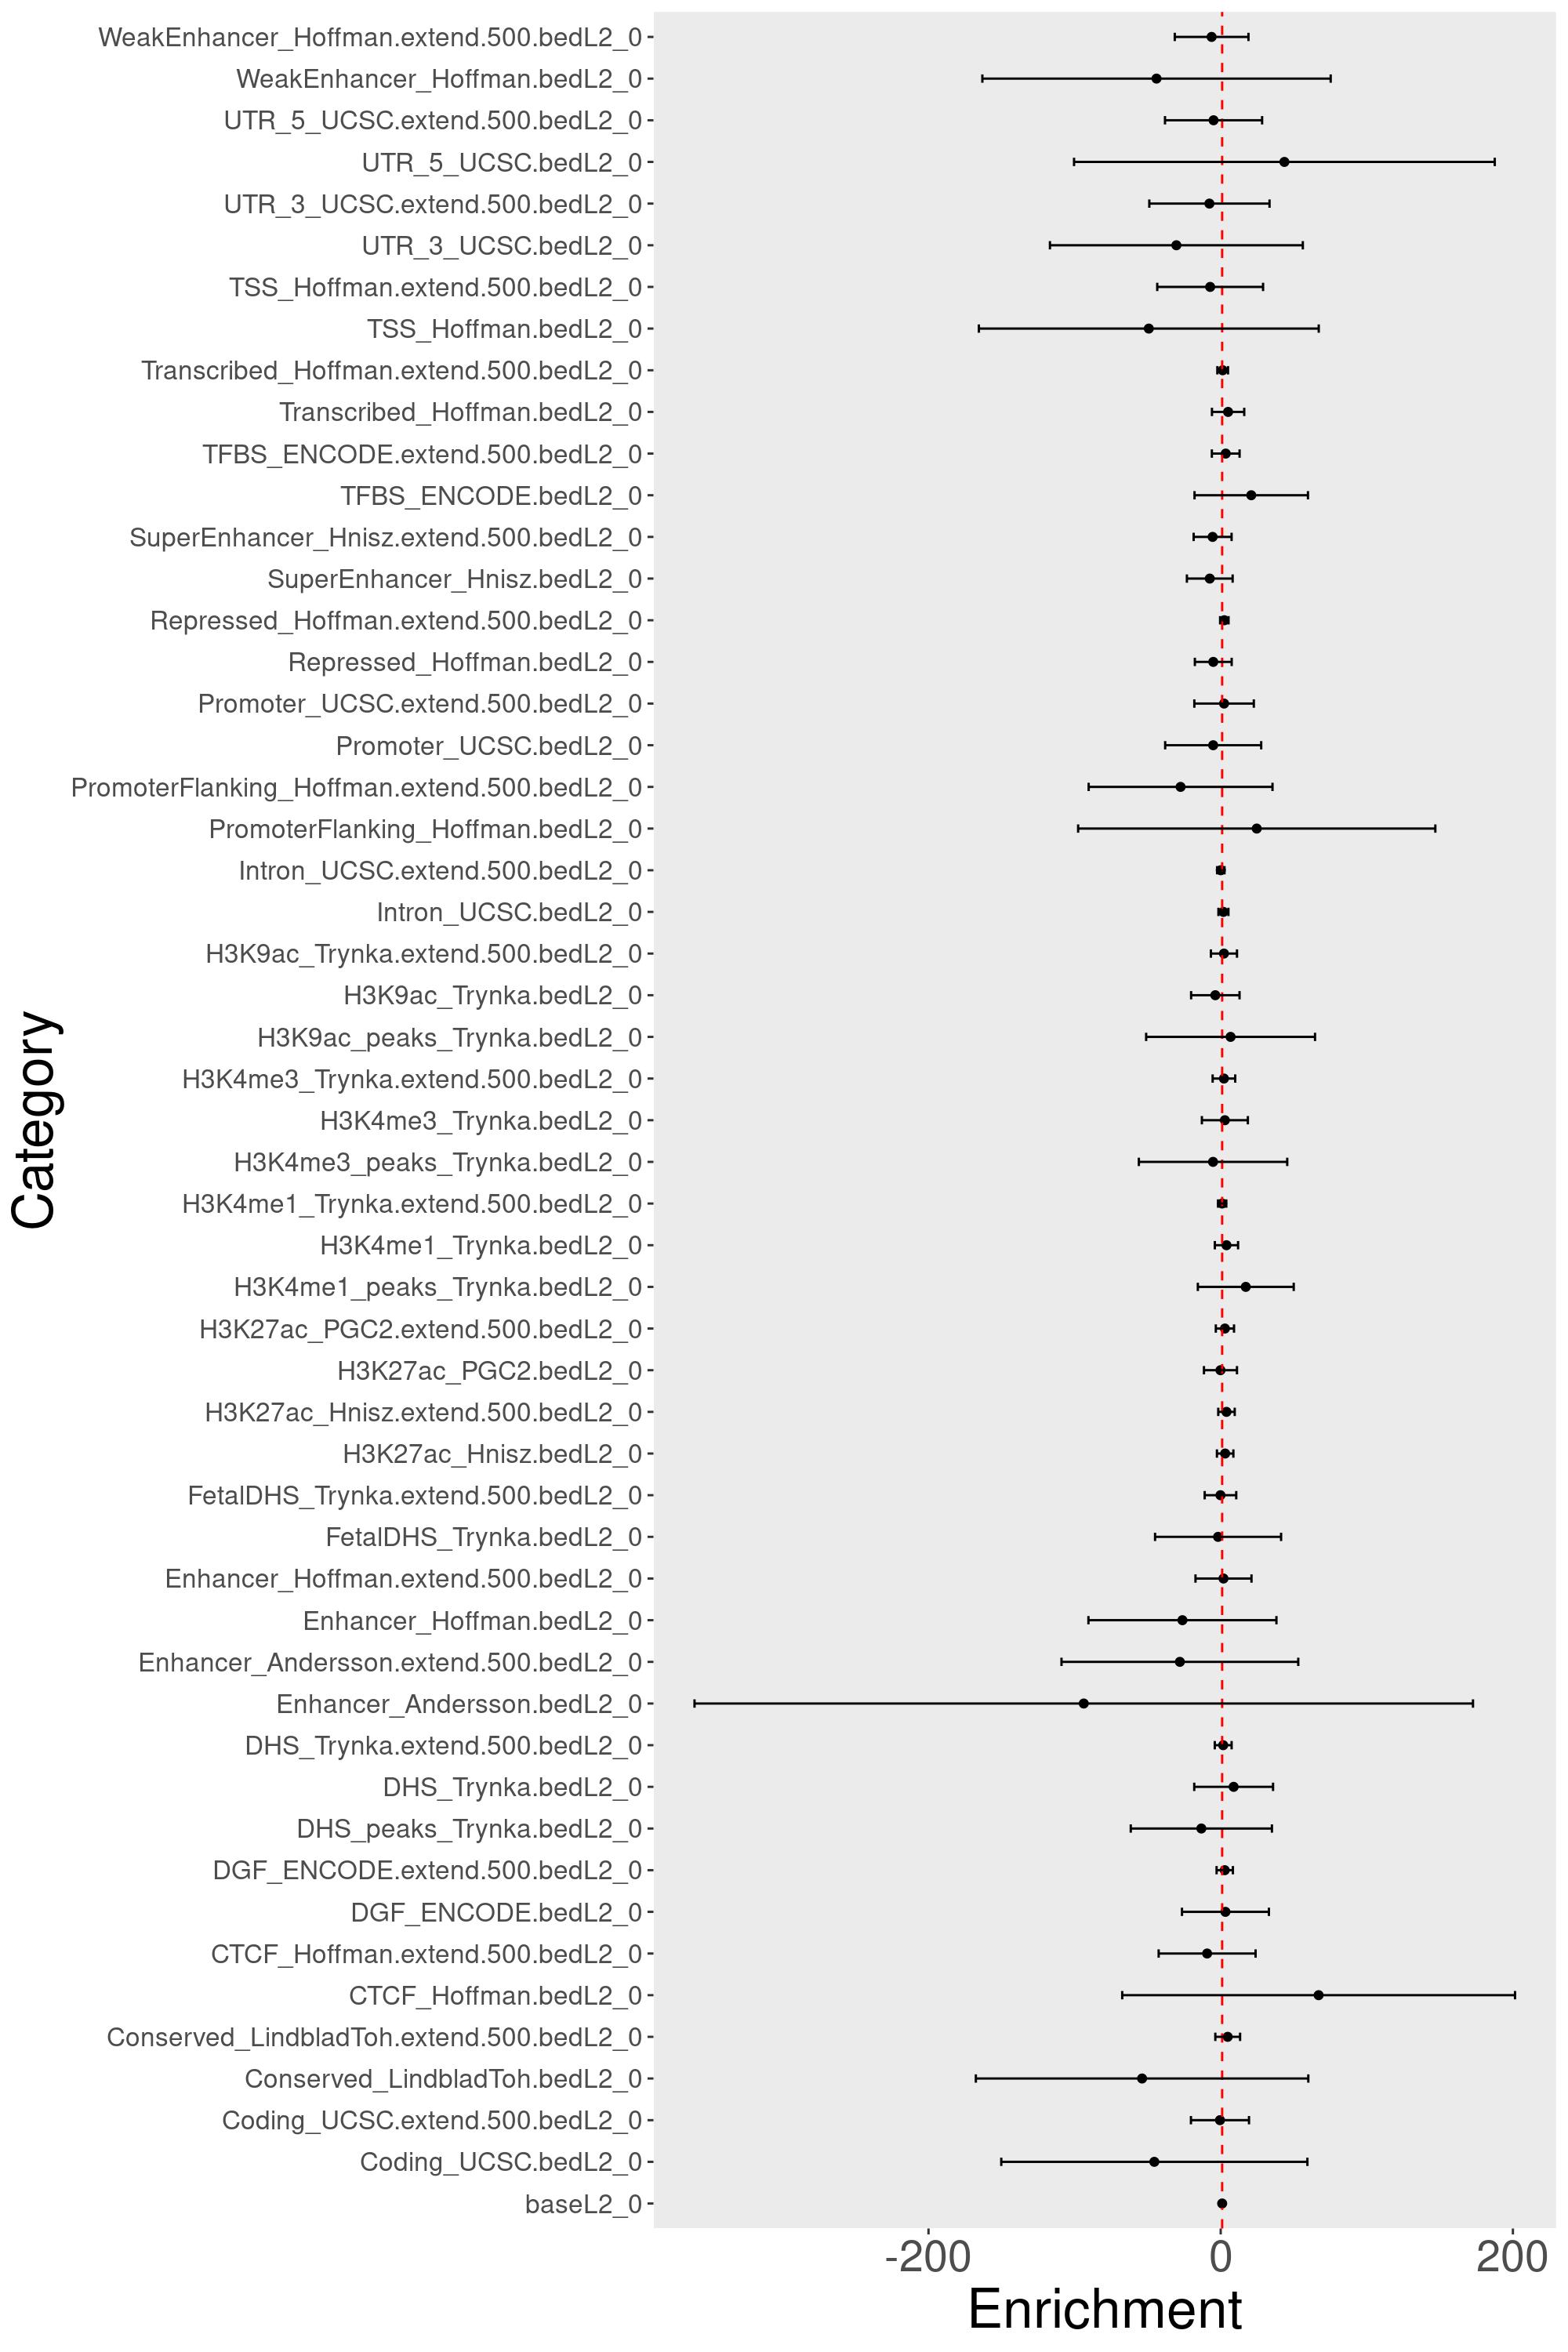 WeakEnhancer_Hoffman.extend.500.bedL2_0
WeakEnhancer_Hoffman.bedL2_0
UTR_5_UCSC.extend.500.bedL2_0
UTR_5_UCSC.bedL2_0
UTR_3_UCSC.extend.500.bedL2_0
UTR_3_UCSC.bedL2_0
TSS_Hoffman.extend.500.bedL2_0
TSS_Hoffman.bedL2_0
Transcribed_Hoffman.extend.500.bedL2_0
Transcribed_Hoffman.bedL2_0
TFBS_ENCODE.extend.500.bedL2_0
TFBS_ENCODE.bedL2_0
SuperEnhancer_Hnisz.extend.500.bedL2_0
SuperEnhancer_Hnisz.bedL2_0
Repressed_Hoffman.extend.500.bedL2_0
Repressed_Hoffman.bedL2_0
Promoter_UCSC.extend.500.bedL2_0
Promoter_UCSC.bedL2_0
PromoterFlanking_Hoffman.extend.500.bedL2_0
PromoterFlanking_Hoffman.bedL2_0
Intron_UCSC.extend.500.bedL2_0
Intron_UCSC.bedL2_0
H3K9ac_Trynka.extend.500.bedL2_0
H3K9ac_Trynka.bedL2_0
H3K9ac_peaks_Trynka.bedL2_0
H3K4me3_Trynka.extend.500.bedL2_0
H3K4me3_Trynka.bedL2_0
H3K4me3_peaks_Trynka.bedL2_0
H3K4me1_Trynka.extend.500.bedL2_0
H3K4me1_Trynka.bedL2_0
H3K4me1_peaks_Trynka.bedL2_0
H3K27ac_PGC2.extend.500.bedL2_0
H3K27ac_PGC2.bedL2_0
H3K27ac_Hnisz.extend.500.bedL2_0
H3K27ac_Hnisz.bedL2_0
FetalDHS_Trynka.extend.500.bedL2_0
FetalDHS_Trynka.bedL2_0
Enhancer_Hoffman.extend.500.bedL2_0
Enhancer_Hoffman.bedL2_0
Enhancer_Andersson.extend.500.bedL2_0
Enhancer_Andersson.bedL2_0
DHS_Trynka.extend.500.bedL2_0
DHS_Trynka.bedL2_0
DHS_peaks_Trynka.bedL2_0
DGF_ENCODE.extend.500.bedL2_0
DGF_ENCODE.bedL2_0
CTCF_Hoffman.extend.500.bedL2_0
CTCF_Hoffman.bedL2_0
Conserved_LindbladToh.extend.500.bedL2_0
Conserved_LindbladToh.bedL2_0
Coding_UCSC.extend.500.bedL2_0
Coding_UCSC.bedL2_0
baseL2_0
Category
-200 0 200
Enrichment